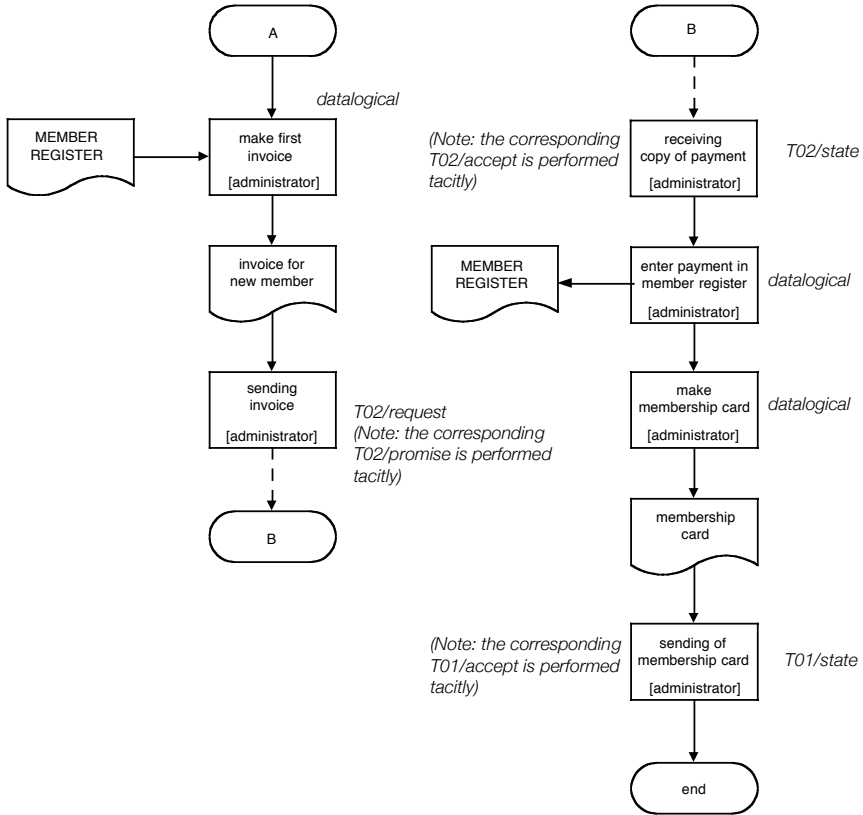 A
datalogical
MEMBER
REGISTER
make first
invoice
[administrator]
invoice for
new member
sending
invoice
[administrator]
T02/request
(Note: the corresponding
T02/promise is performed
tacitly)
B
B
(Note: the corresponding
T02/accept is performed
tacitly)
receiving
copy of payment
[administrator]
T02/state
MEMBER
REGISTER
enter payment in
member register
[administrator]
datalogical
make
membership card
[administrator]
datalogical
membership
card
(Note: the corresponding
T01/accept is performed
tacitly)
sending of
membership card
[administrator]
T01/state
end